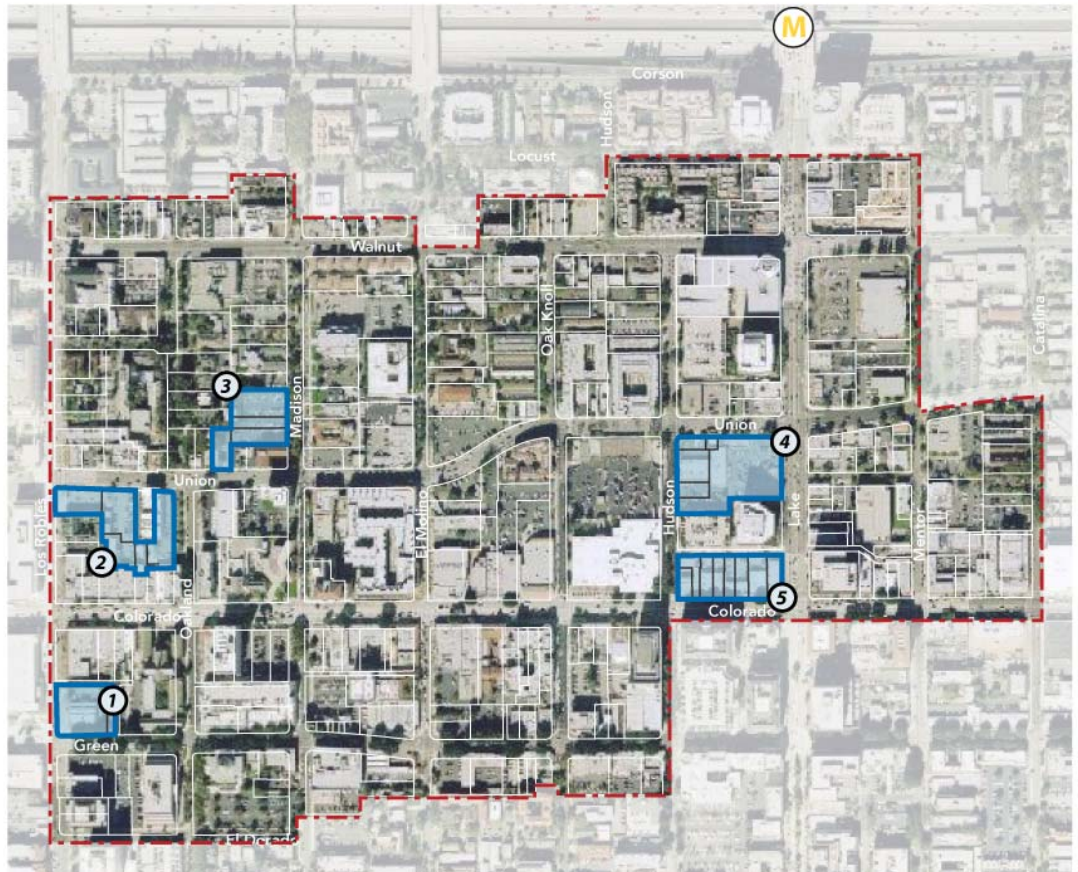 M
Corson
Hudson
Locust
Walnut
Oak Knoll
Catalina
3
Madison
Union
4
Union
Los Robles
El Molino
Hudson
Lake
Mentor
2
Colorado
Oakland
5
Colorado
1
Green
El Dorado